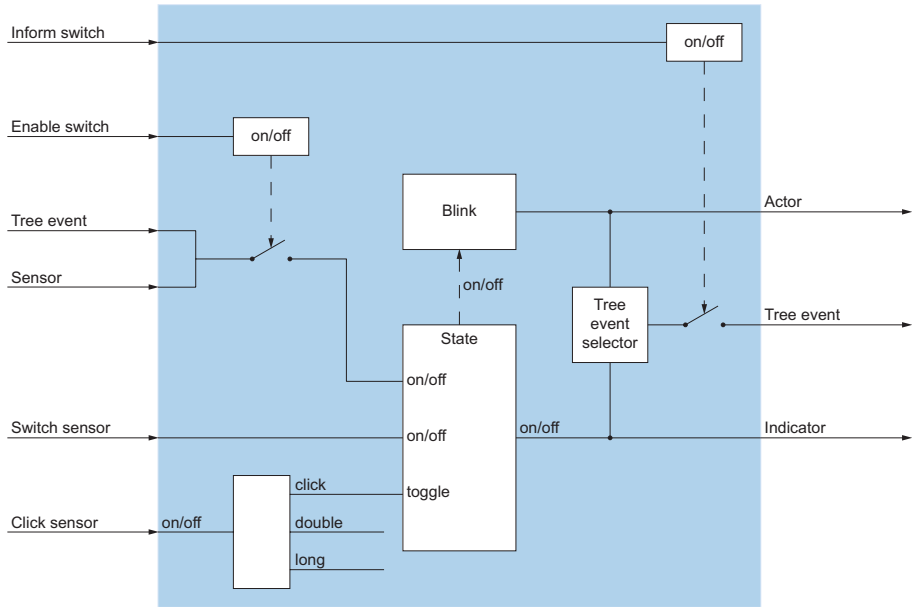 Inform switch
on/off
Enable switch
on/off
Blink
Actor
Tree event
Sensor
on/off
Tree
event
selector
Tree event
State
on/off
Switch sensor
on/off
on/off
Indicator
click
toggle
Click sensor
on/off
double
long